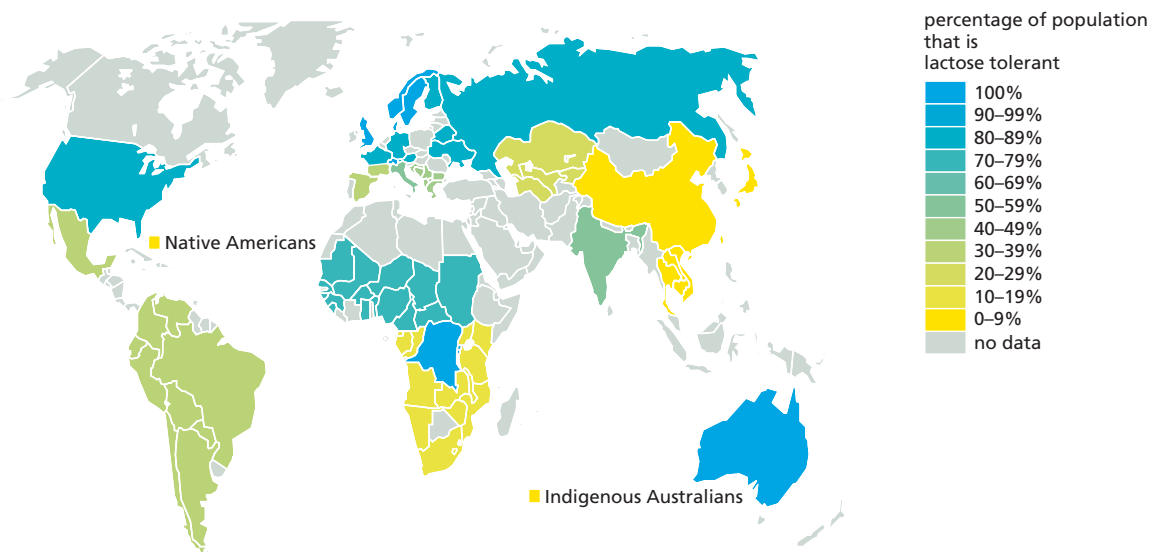 percentage of population
that is
lactose tolerant
100%
90–99%
80–89%
70–79%
60–69%
50–59%
40–49%
30–39%
20–29%
10–19%
0–9%
no data
Native Americans
Indigenous Australians